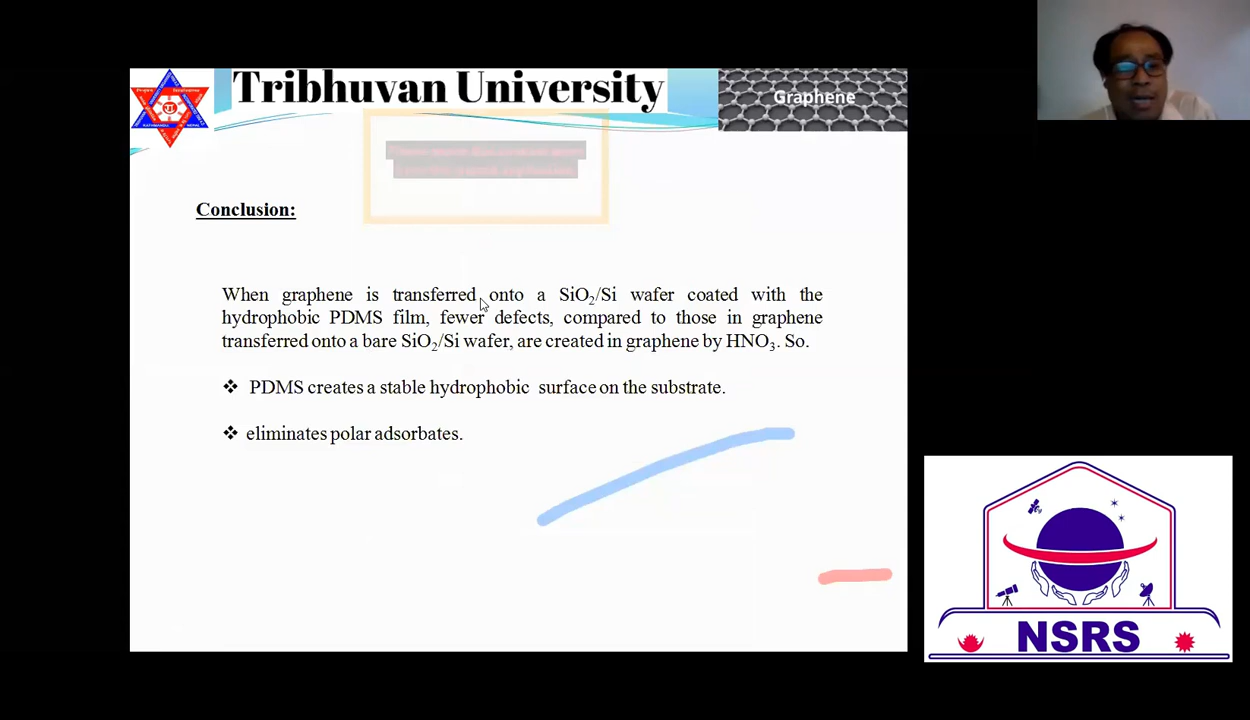 Tribhuvan University
Graphene
Conclusion:
When graphene is transferred onto a SiO₂/Si wafer coated with the
hydrophobic PDMS film, fewer defects, compared to those in graphene
transferred onto a bare SiO₂/Si wafer, are created in graphene by HNO₃. So.
❖ PDMS creates a stable hydrophobic surface on the substrate.
❖ eliminates polar adsorbates.
NSRS